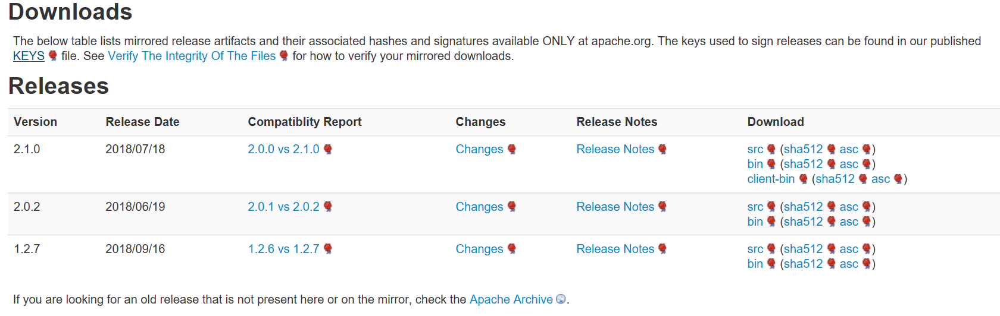 Downloads
The below table lists mirrored release artifacts and their associated hashes and signatures available ONLY at apache.org. The keys used to sign releases can be found in our published
KEYS file. See Verify The Integrity Of The Files for how to verify your mirrored downloads.
Releases
Version Release Date Compatiblity Report Changes Release Notes Download
2.1.0 2018/07/18 2.0.0 vs 2.1.0 Changes Release Notes src (sha512 asc)
bin (sha512 asc)
client-bin (sha512 asc)
2.0.2 2018/06/19 2.0.1 vs 2.0.2 Changes Release Notes src (sha512 asc)
bin (sha512 asc)
1.2.7 2018/09/16 1.2.6 vs 1.2.7 Changes Release Notes src (sha512 asc)
bin (sha512 asc)
If you are looking for an old release that is not present here or on the mirror, check the Apache Archive.